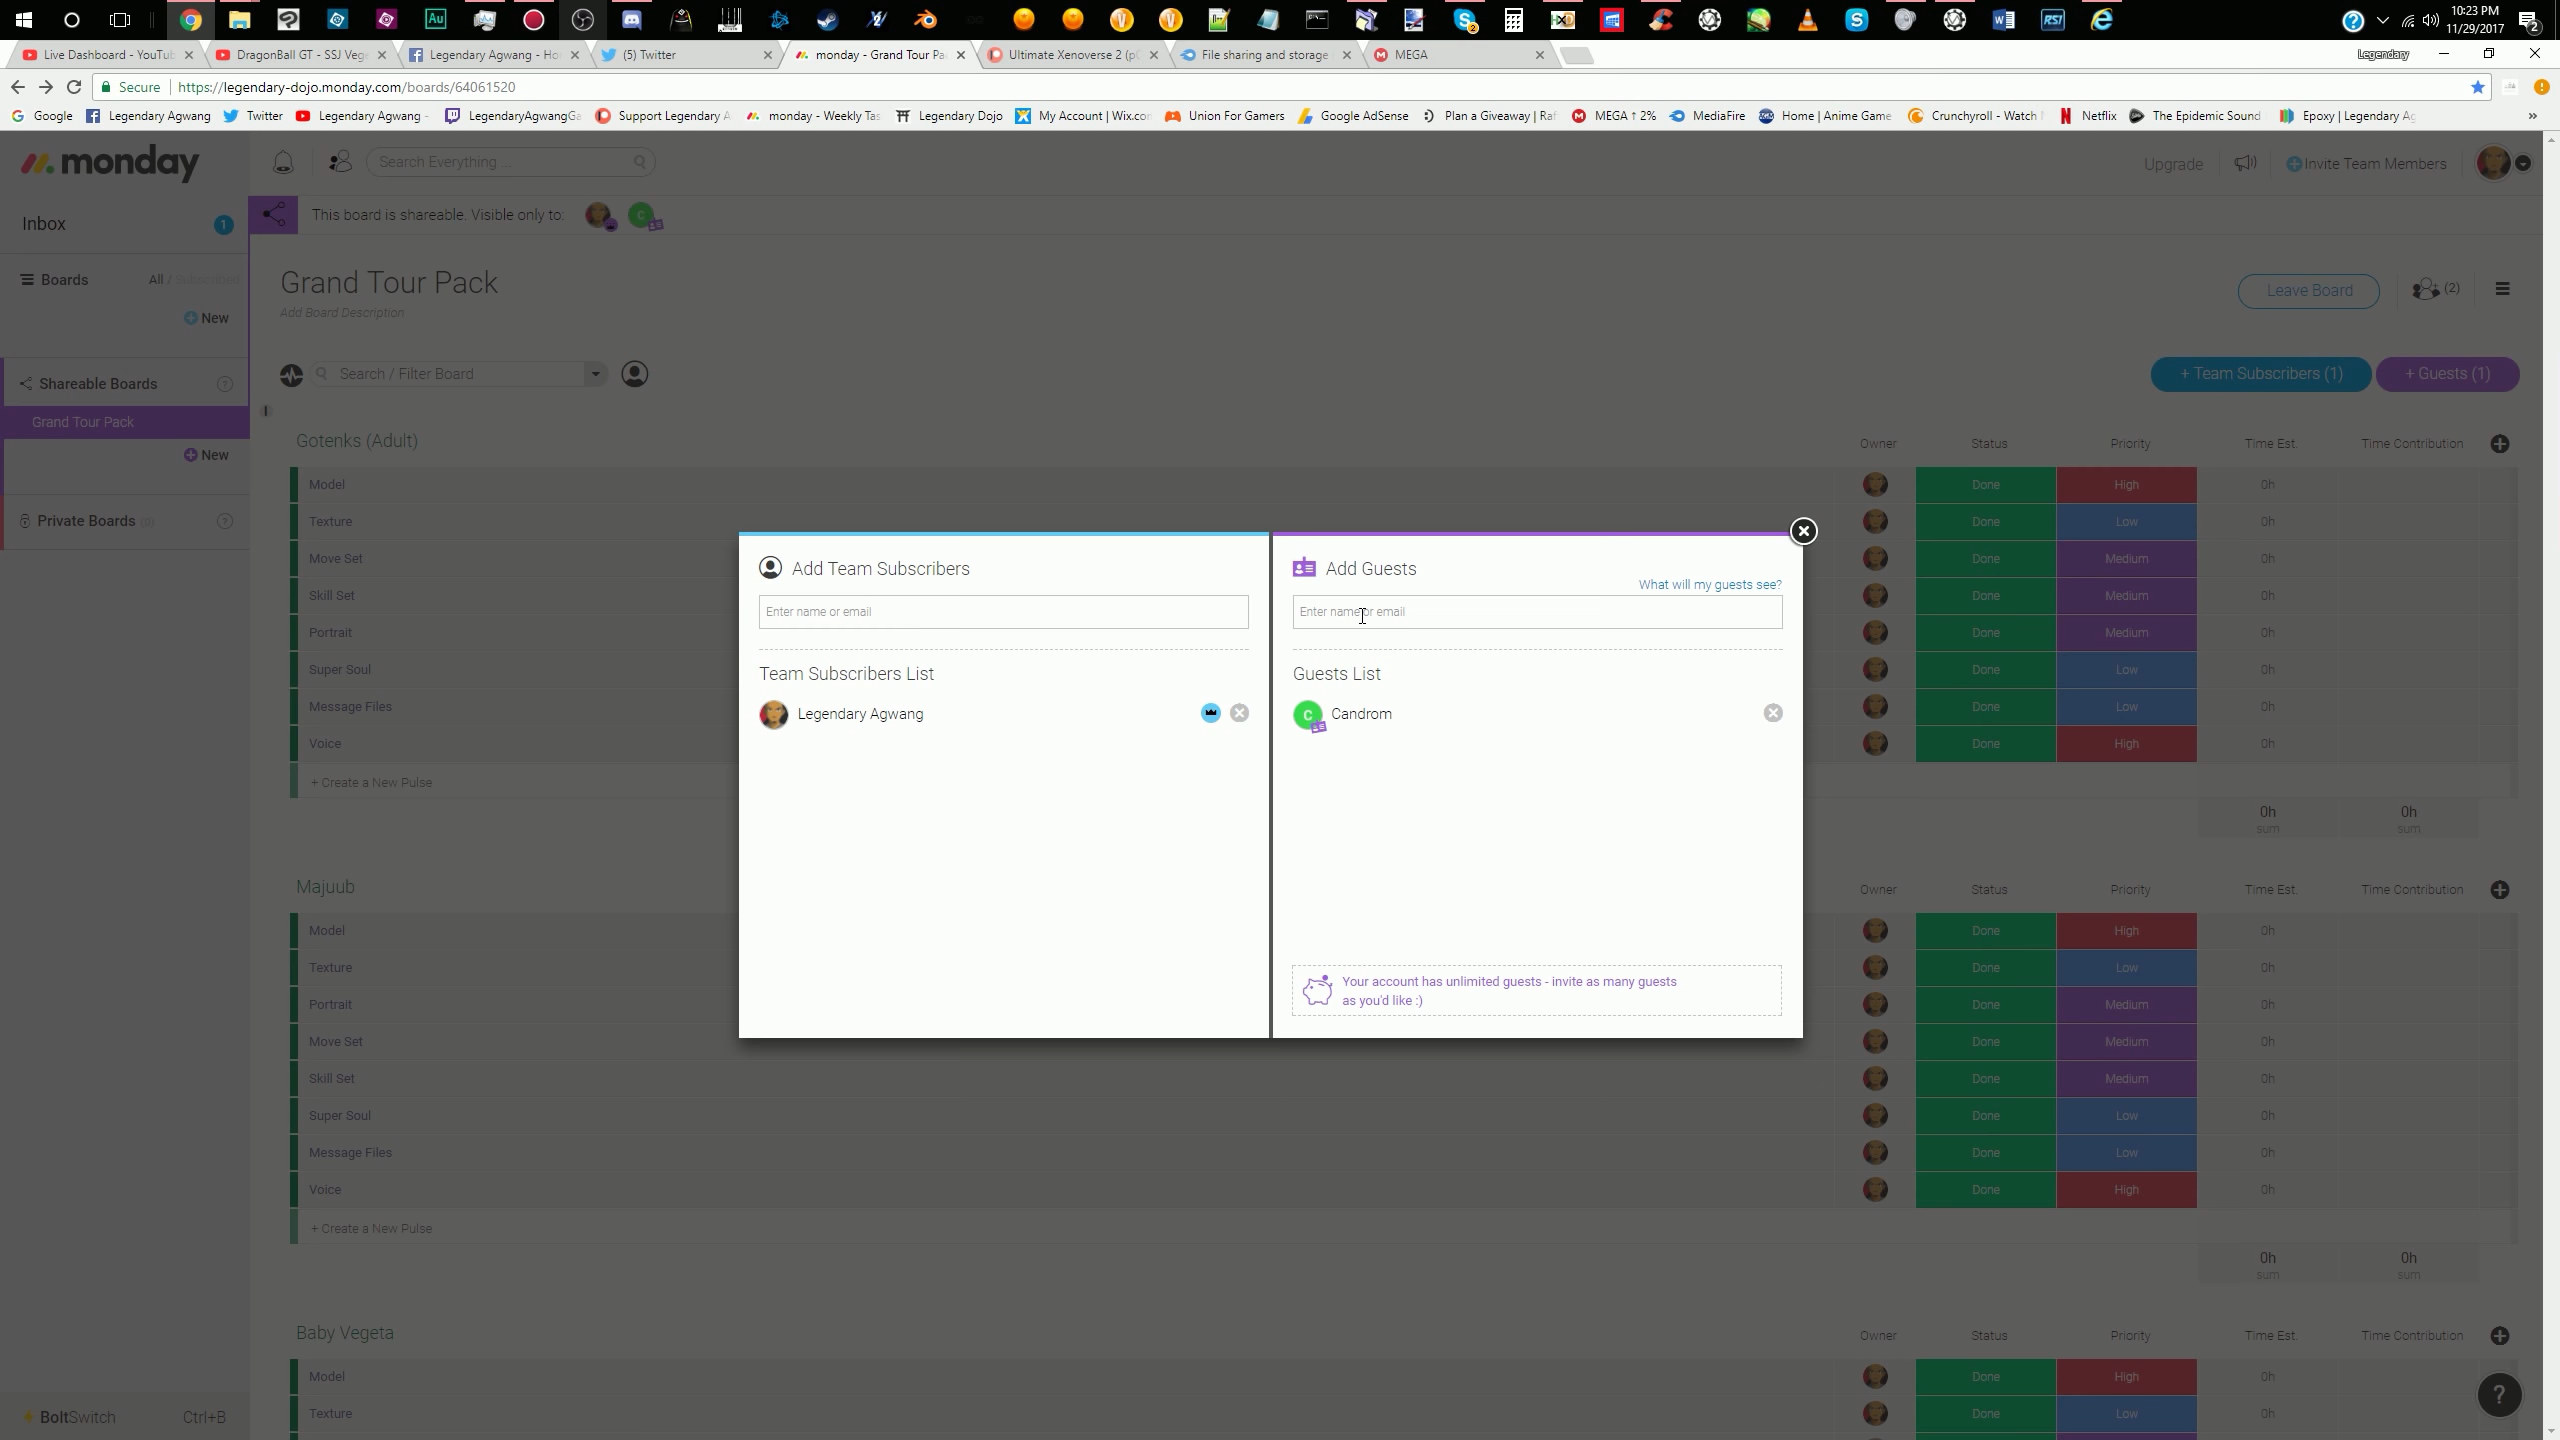 10:23 PM
11/29/2017
2
Live Dashboard - YouTub
DragonBall GT - SSJ Vege
Legendary Agwang - Ho
(5) Twitter
monday - Grand Tour Pa
Ultimate Xenoverse 2 (p
File sharing and storage
MEGA
Legendary
Secure
https://legendary-dojo.monday.com/boards/64061520
Google
Legendary Agwang
Twitter
Legendary Agwang -
LegendaryAgwangGa
Support Legendary A
monday - Weekly Tas
Legendary Dojo
My Account | Wix.co
Union For Gamers
Google AdSense
Plan a Giveaway | Raf
MEGA ↑ 2%
MediaFire
Home | Anime Game
Crunchyroll - Watch
Netflix
The Epidemic Sound
Epoxy | Legendary Ag
»
monday
Search Everything ...
Upgrade
Invite Team Members
Inbox
1
This board is shareable. Visible only to:
C
Boards
All / Subscribed
New
Grand Tour Pack
Add Board Description
Leave Board
(2)
Shareable Boards
?
Grand Tour Pack
New
Private Boards (0)
?
Search / Filter Board
+ Team Subscribers (1)
+ Guests (1)
Gotenks (Adult)
Owner
Status
Priority
Time Est.
Time Contribution
Model
Done
High
0h
Texture
Done
Low
0h
Move Set
Done
Medium
0h
Skill Set
Done
Medium
0h
Portrait
Done
Medium
0h
Super Soul
Done
Low
0h
Message Files
Done
Low
0h
Voice
Done
High
0h
+ Create a New Pulse
0h
sum
0h
sum
Add Team Subscribers
Enter name or email
Team Subscribers List
Legendary Agwang
Add Guests
What will my guests see?
Enter name or email
Guests List
C
Candrom
Your account has unlimited guests - invite as many guests
as you'd like :)
Majuub
Owner
Status
Priority
Time Est.
Time Contribution
Model
Done
High
0h
Texture
Done
Low
0h
Portrait
Done
Medium
0h
Move Set
Done
Medium
0h
Skill Set
Done
Medium
0h
Super Soul
Done
Low
0h
Message Files
Done
Low
0h
Voice
Done
High
0h
+ Create a New Pulse
0h
sum
0h
sum
Baby Vegeta
Owner
Status
Priority
Time Est.
Time Contribution
Model
Done
High
0h
Texture
Done
Low
0h
BoltSwitch
Ctrl+B
?